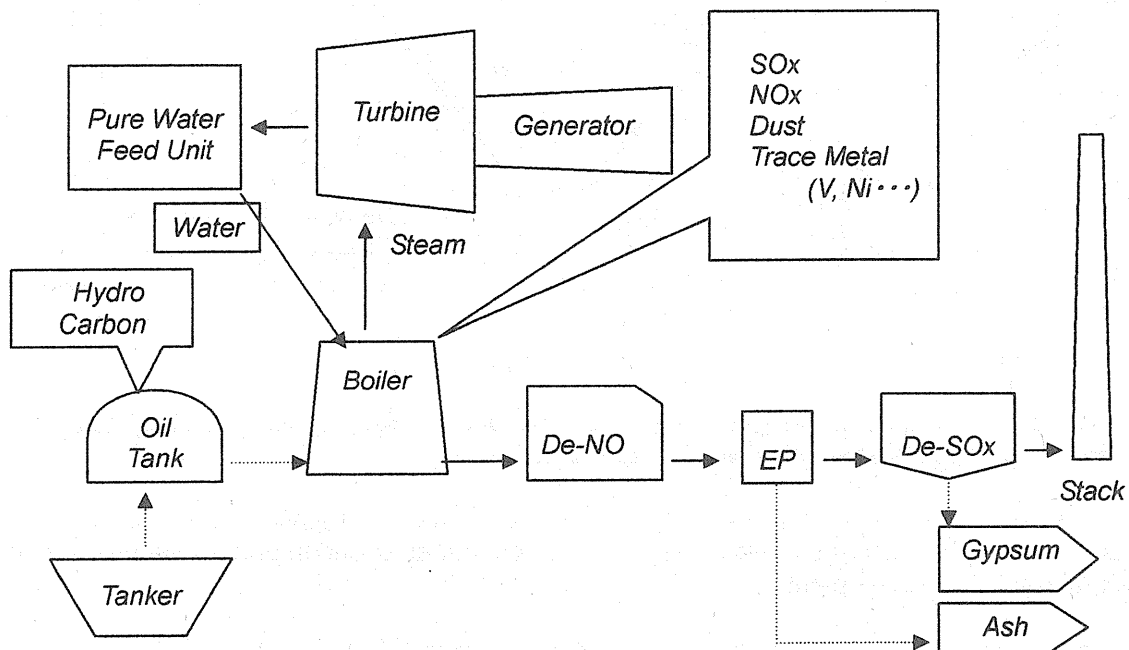 SOx
NOx
Dust
Trace Metal
(V, Ni･･･)
Turbine
Generator
Pure Water
Feed Unit
Water
Steam
Hydro
Carbon
Boiler
Oil
Tank
De-NO
EP
De-SOx
Stack
Gypsum
Tanker
Ash